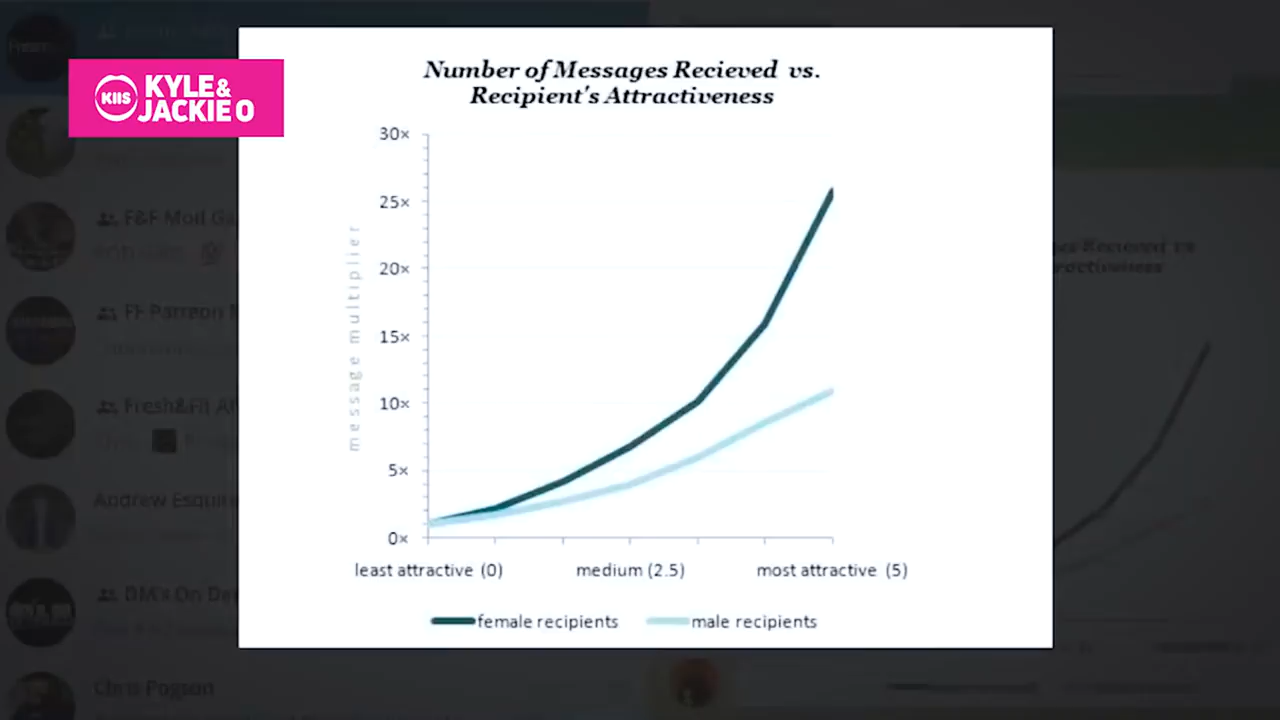 KIIS
KYLE&
JACKIE O
Number of Messages Recieved vs.
Recipient's Attractiveness
30×
25×
20×
15×
10×
5×
0×
message multiplier
least attractive (0)
medium (2.5)
most attractive (5)
female recipients
male recipients
F&F Mod
FF Parraon
Fresh&Fit
Andrew Esquire
DM's On
Chris Pogson